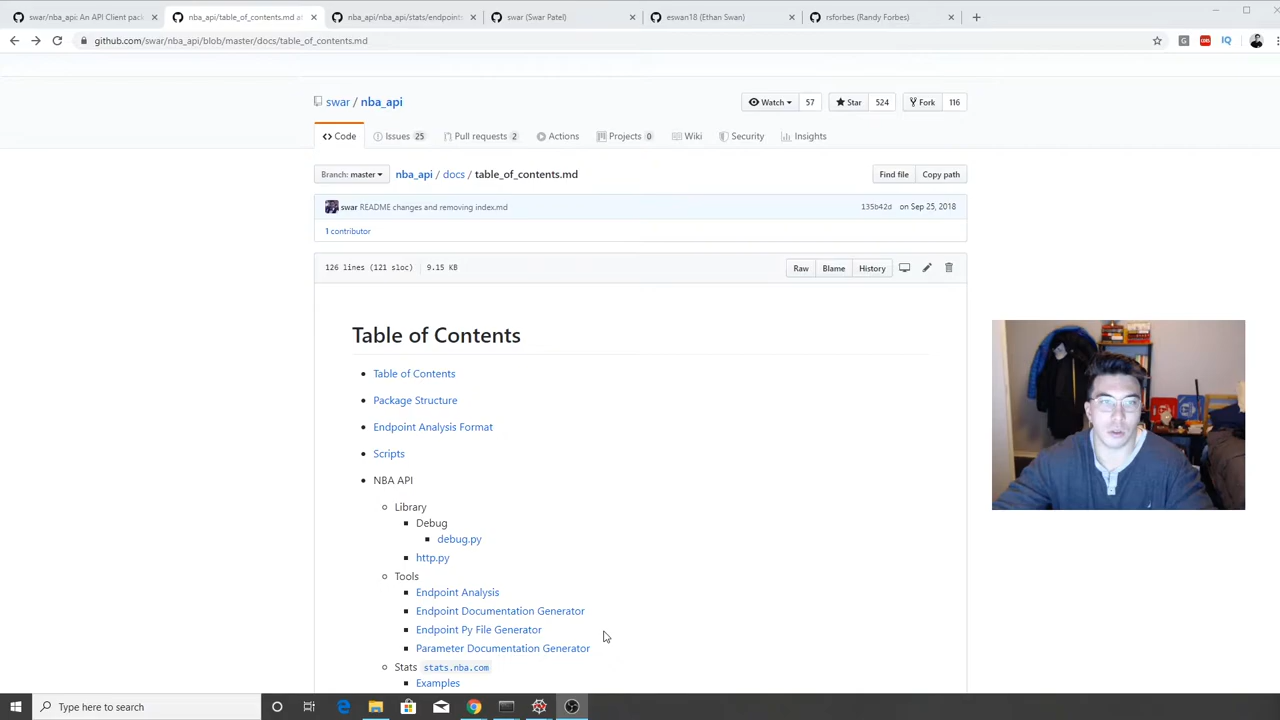 swar/nba_api: An API Client pac
nba_api/table_of_contents.md at
nba_api/nba_api/stats/endpoints
swar (Swar Patel)
eswan18 (Ethan Swan)
rsforbes (Randy Forbes)
github.com/swar/nba_api/blob/master/docs/table_of_contents.md
swar / nba_api
Watch 57 Star 524 Fork 116
Code Issues 25 Pull requests 2 Actions Projects 0 Wiki Security Insights
Branch: master nba_api / docs / table_of_contents.md Find file Copy path
swar README changes and removing index.md 135b42d on Sep 25, 2018
1 contributor
126 lines (121 sloc) 9.15 KB Raw Blame History
Table of Contents
Table of Contents
Package Structure
Endpoint Analysis Format
Scripts
NBA API
Library
Debug
debug.py
http.py
Tools
Endpoint Analysis
Endpoint Documentation Generator
Endpoint Py File Generator
Parameter Documentation Generator
Stats stats.nba.com
Examples
Type here to search